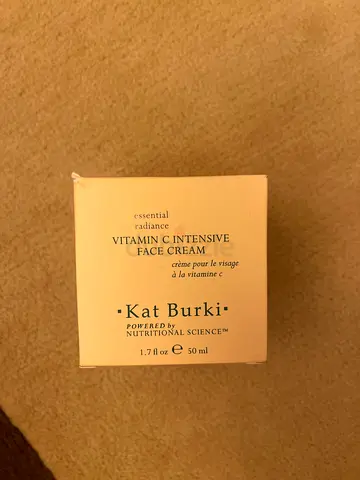 essential
radiance
VITAMIN C INTENSIVE
FACE CREAM
crème pour le visage
à la vitamine c
·Kat Burki·
POWERED by
NUTRITIONAL SCIENCE™
1.7 fl oz ℮ 50 ml